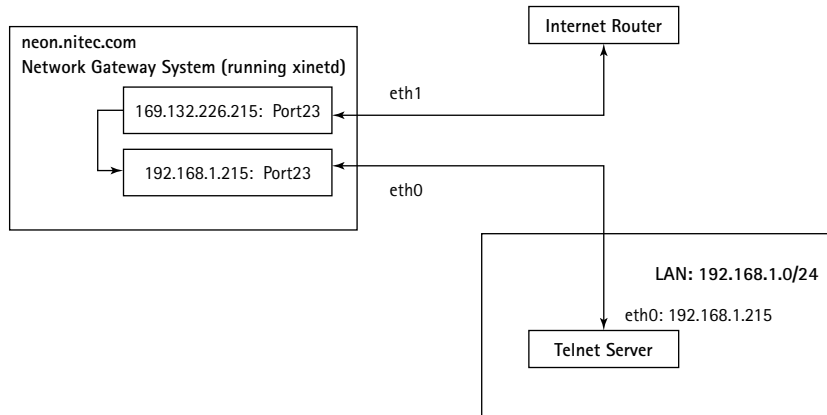 neon.nitec.com
Network Gateway System (running xinetd)
169.132.226.215: Port23
192.168.1.215: Port23
eth1
eth0
Internet Router
LAN: 192.168.1.0/24
eth0: 192.168.1.215
Telnet Server